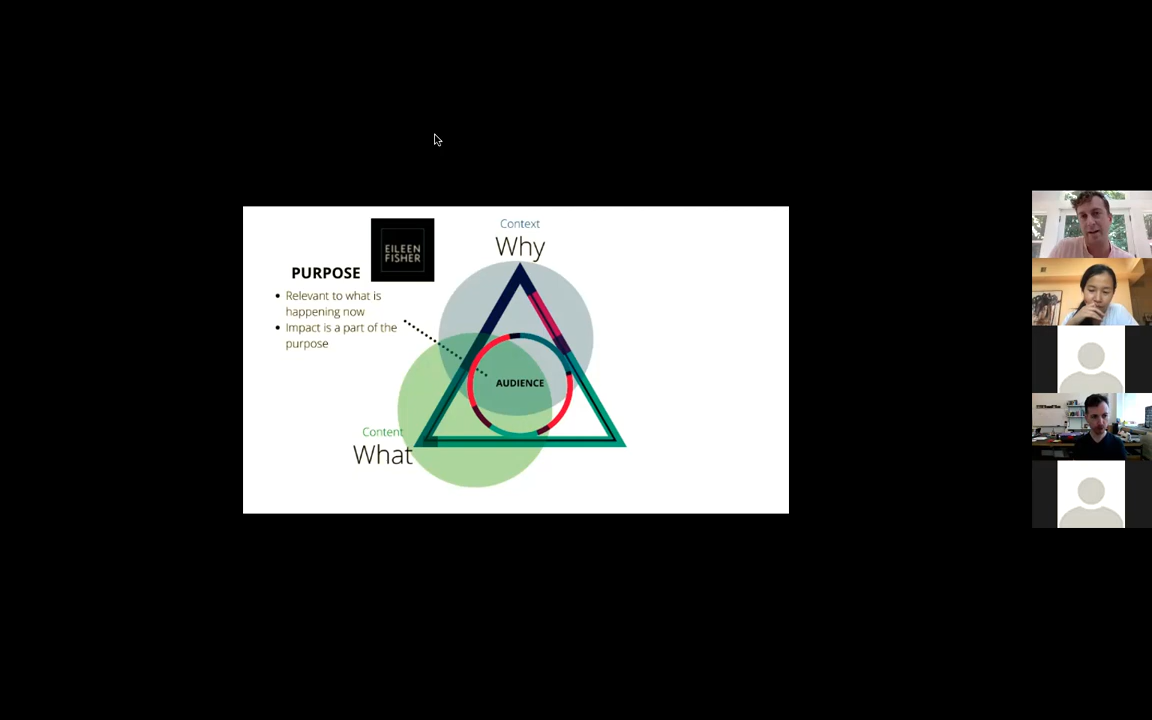 Context
Why
EILEEN
FISHER
PURPOSE
• Relevant to what is
happening now
• Impact is a part of the
purpose
AUDIENCE
Content
What